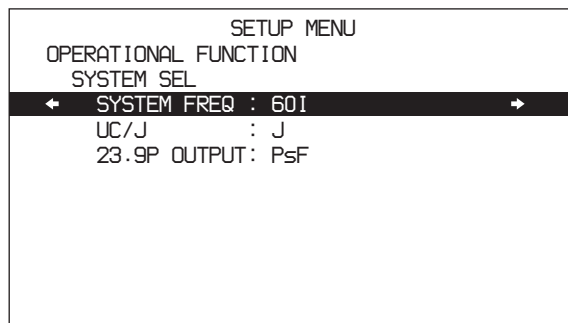 SETUP MENU
OPERATIONAL FUNCTION
SYSTEM SEL
← SYSTEM FREQ : 60I →
UC/J : J
23.9P OUTPUT: PsF